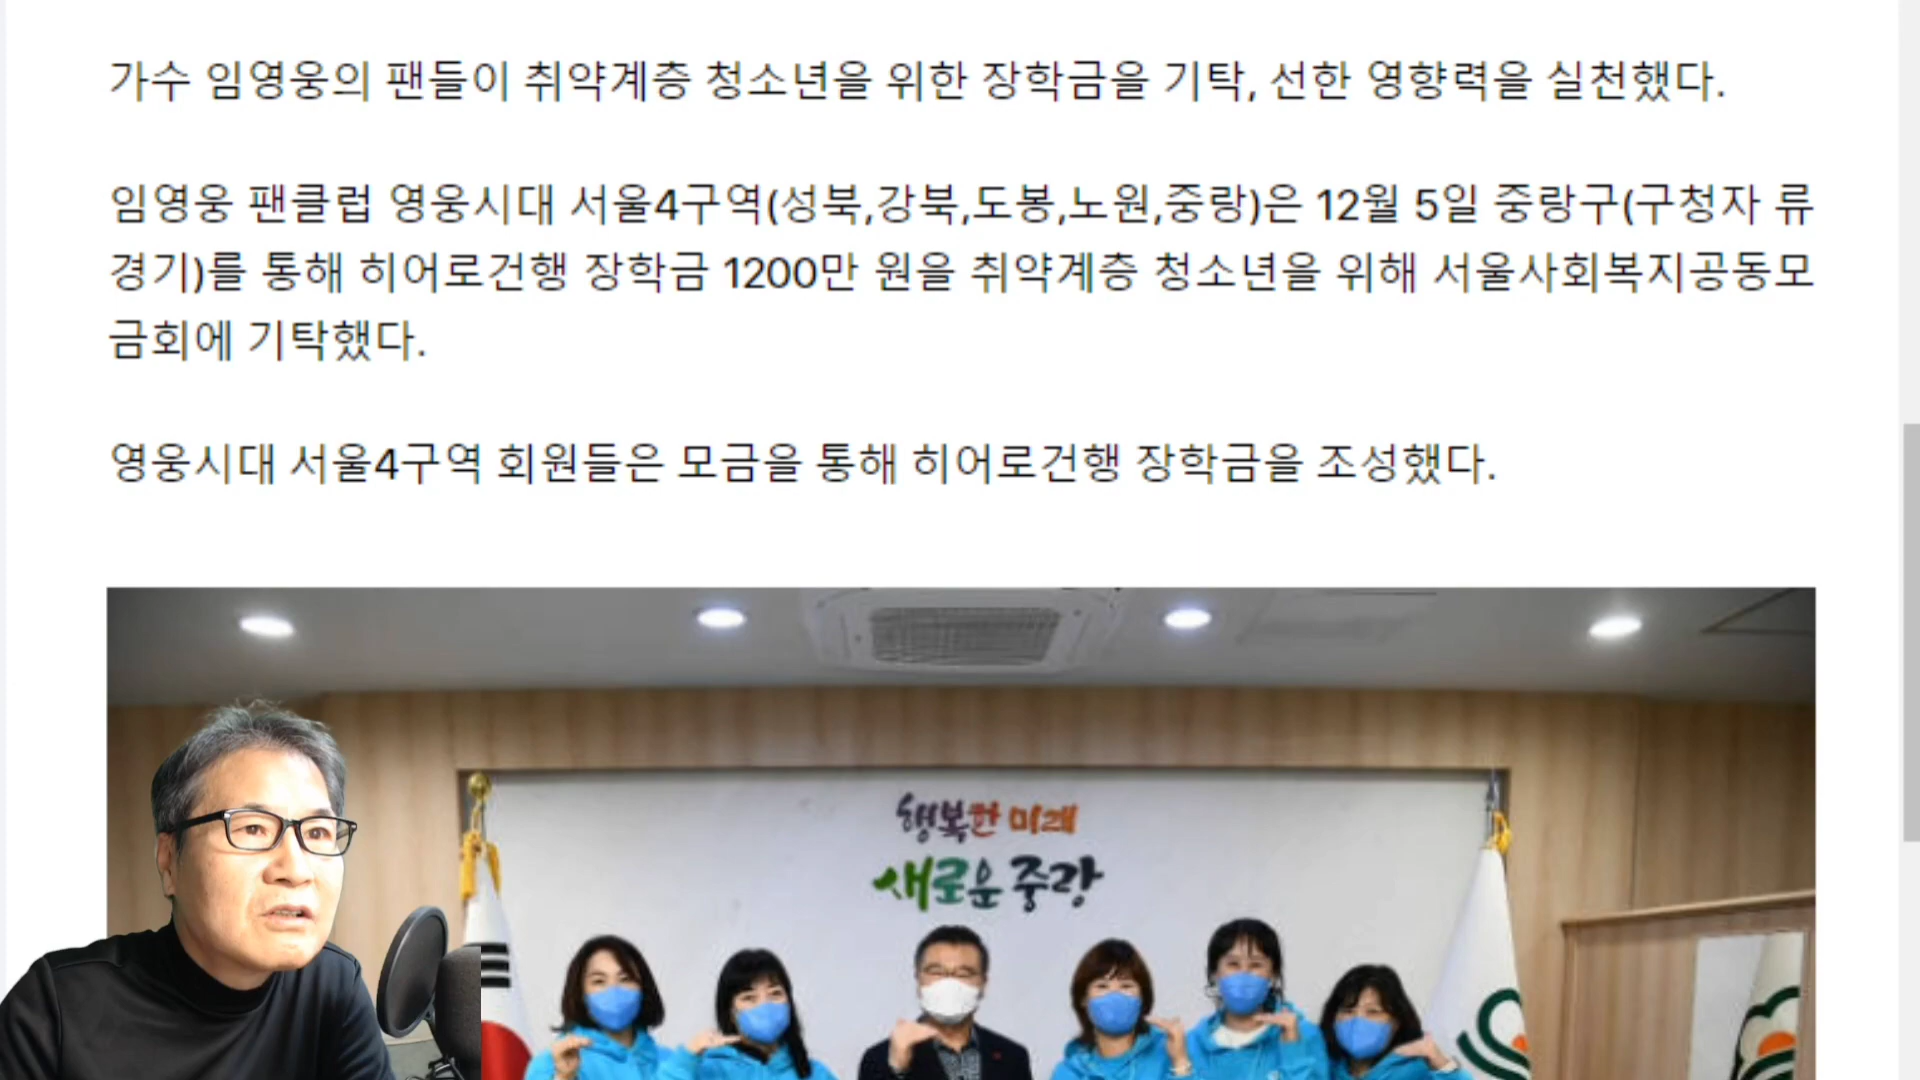 가수 임영웅의 팬들이 취약계층 청소년을 위한 장학금을 기탁, 선한 영향력을 실천했다.
임영웅 팬클럽 영웅시대 서울4구역(성북,강북,도봉,노원,중랑)은 12월 5일 중랑구(구청자 류
경기)를 통해 히어로건행 장학금 1200만 원을 취약계층 청소년을 위해 서울사회복지공동모
금회에 기탁했다.
영웅시대 서울4구역 회원들은 모금을 통해 히어로건행 장학금을 조성했다.
행복한 미래
새로운 중랑